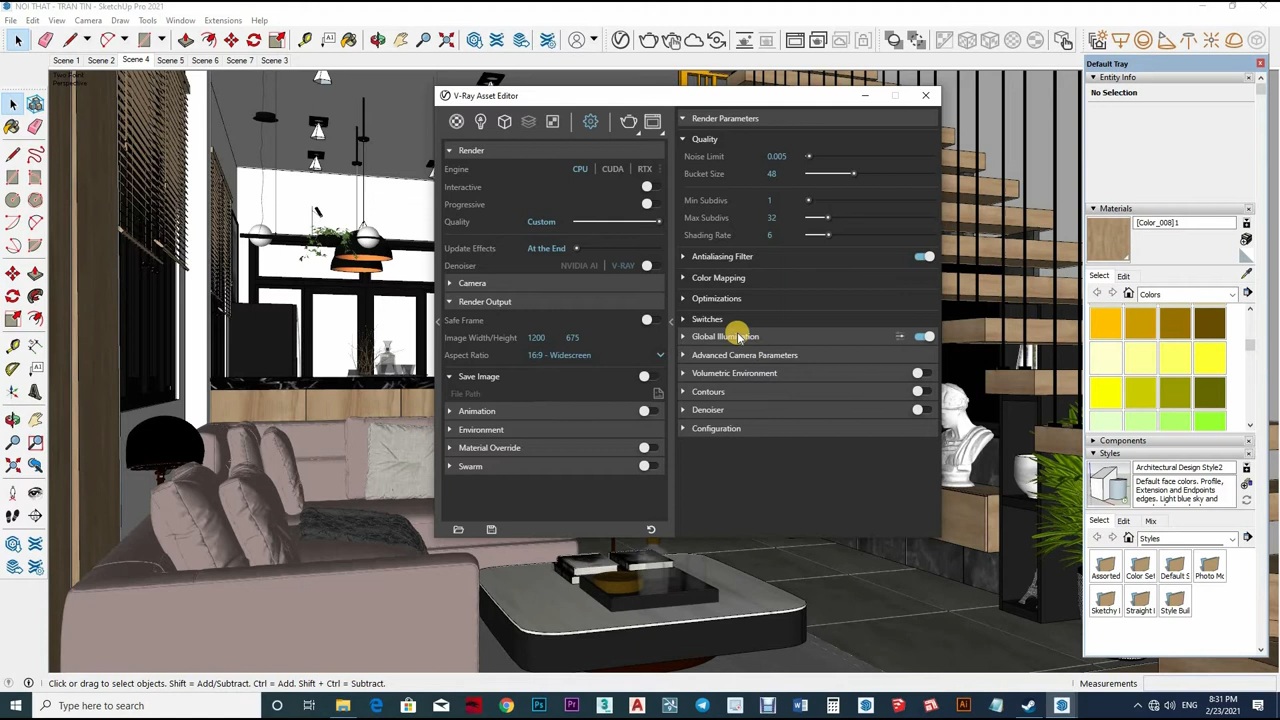 NOI THAT - TRAN TIN - SketchUp Pro 2021
File Edit View Camera Draw Tools Window Extensions Help
Scene 1 Scene 2 Scene 4 Scene 5 Scene 6 Scene 7 Scene 3
Two Point
Perspective
V-Ray Asset Editor
Render
Engine CPU | CUDA | RTX
Interactive
Progressive
Quality Custom
Update Effects At the End
Denoiser NVIDIA AI | V-RAY
Camera
Render Output
Safe Frame
Image Width/Height 1200 675
Aspect Ratio 16:9 - Widescreen
Save Image
File Path
Animation
Environment
Material Override
Swarm
Render Parameters
Quality
Noise Limit 0.005
Bucket Size 48
Min Subdivs 1
Max Subdivs 32
Shading Rate 6
Antialiasing Filter
Color Mapping
Optimizations
Switches
Global Illumination
Advanced Camera Parameters
Volumetric Environment
Contours
Denoiser
Configuration
Default Tray
Entity Info
No Selection
Materials
[Color_008]1
Select Edit
Colors
Components
Styles
Architectural Design Style2
Default face colors. Profile,
Extension and Endpoints
edges. Light blue sky and
Select Edit Mix
Styles
Assorted Color Set Default S Photo Mo
Sketchy I Straight I Style Buil
Click or drag to select objects. Shift = Add/Subtract. Ctrl = Add. Shift + Ctrl = Subtract.
Measurements
Type here to search
8:31 PM
2/23/2021